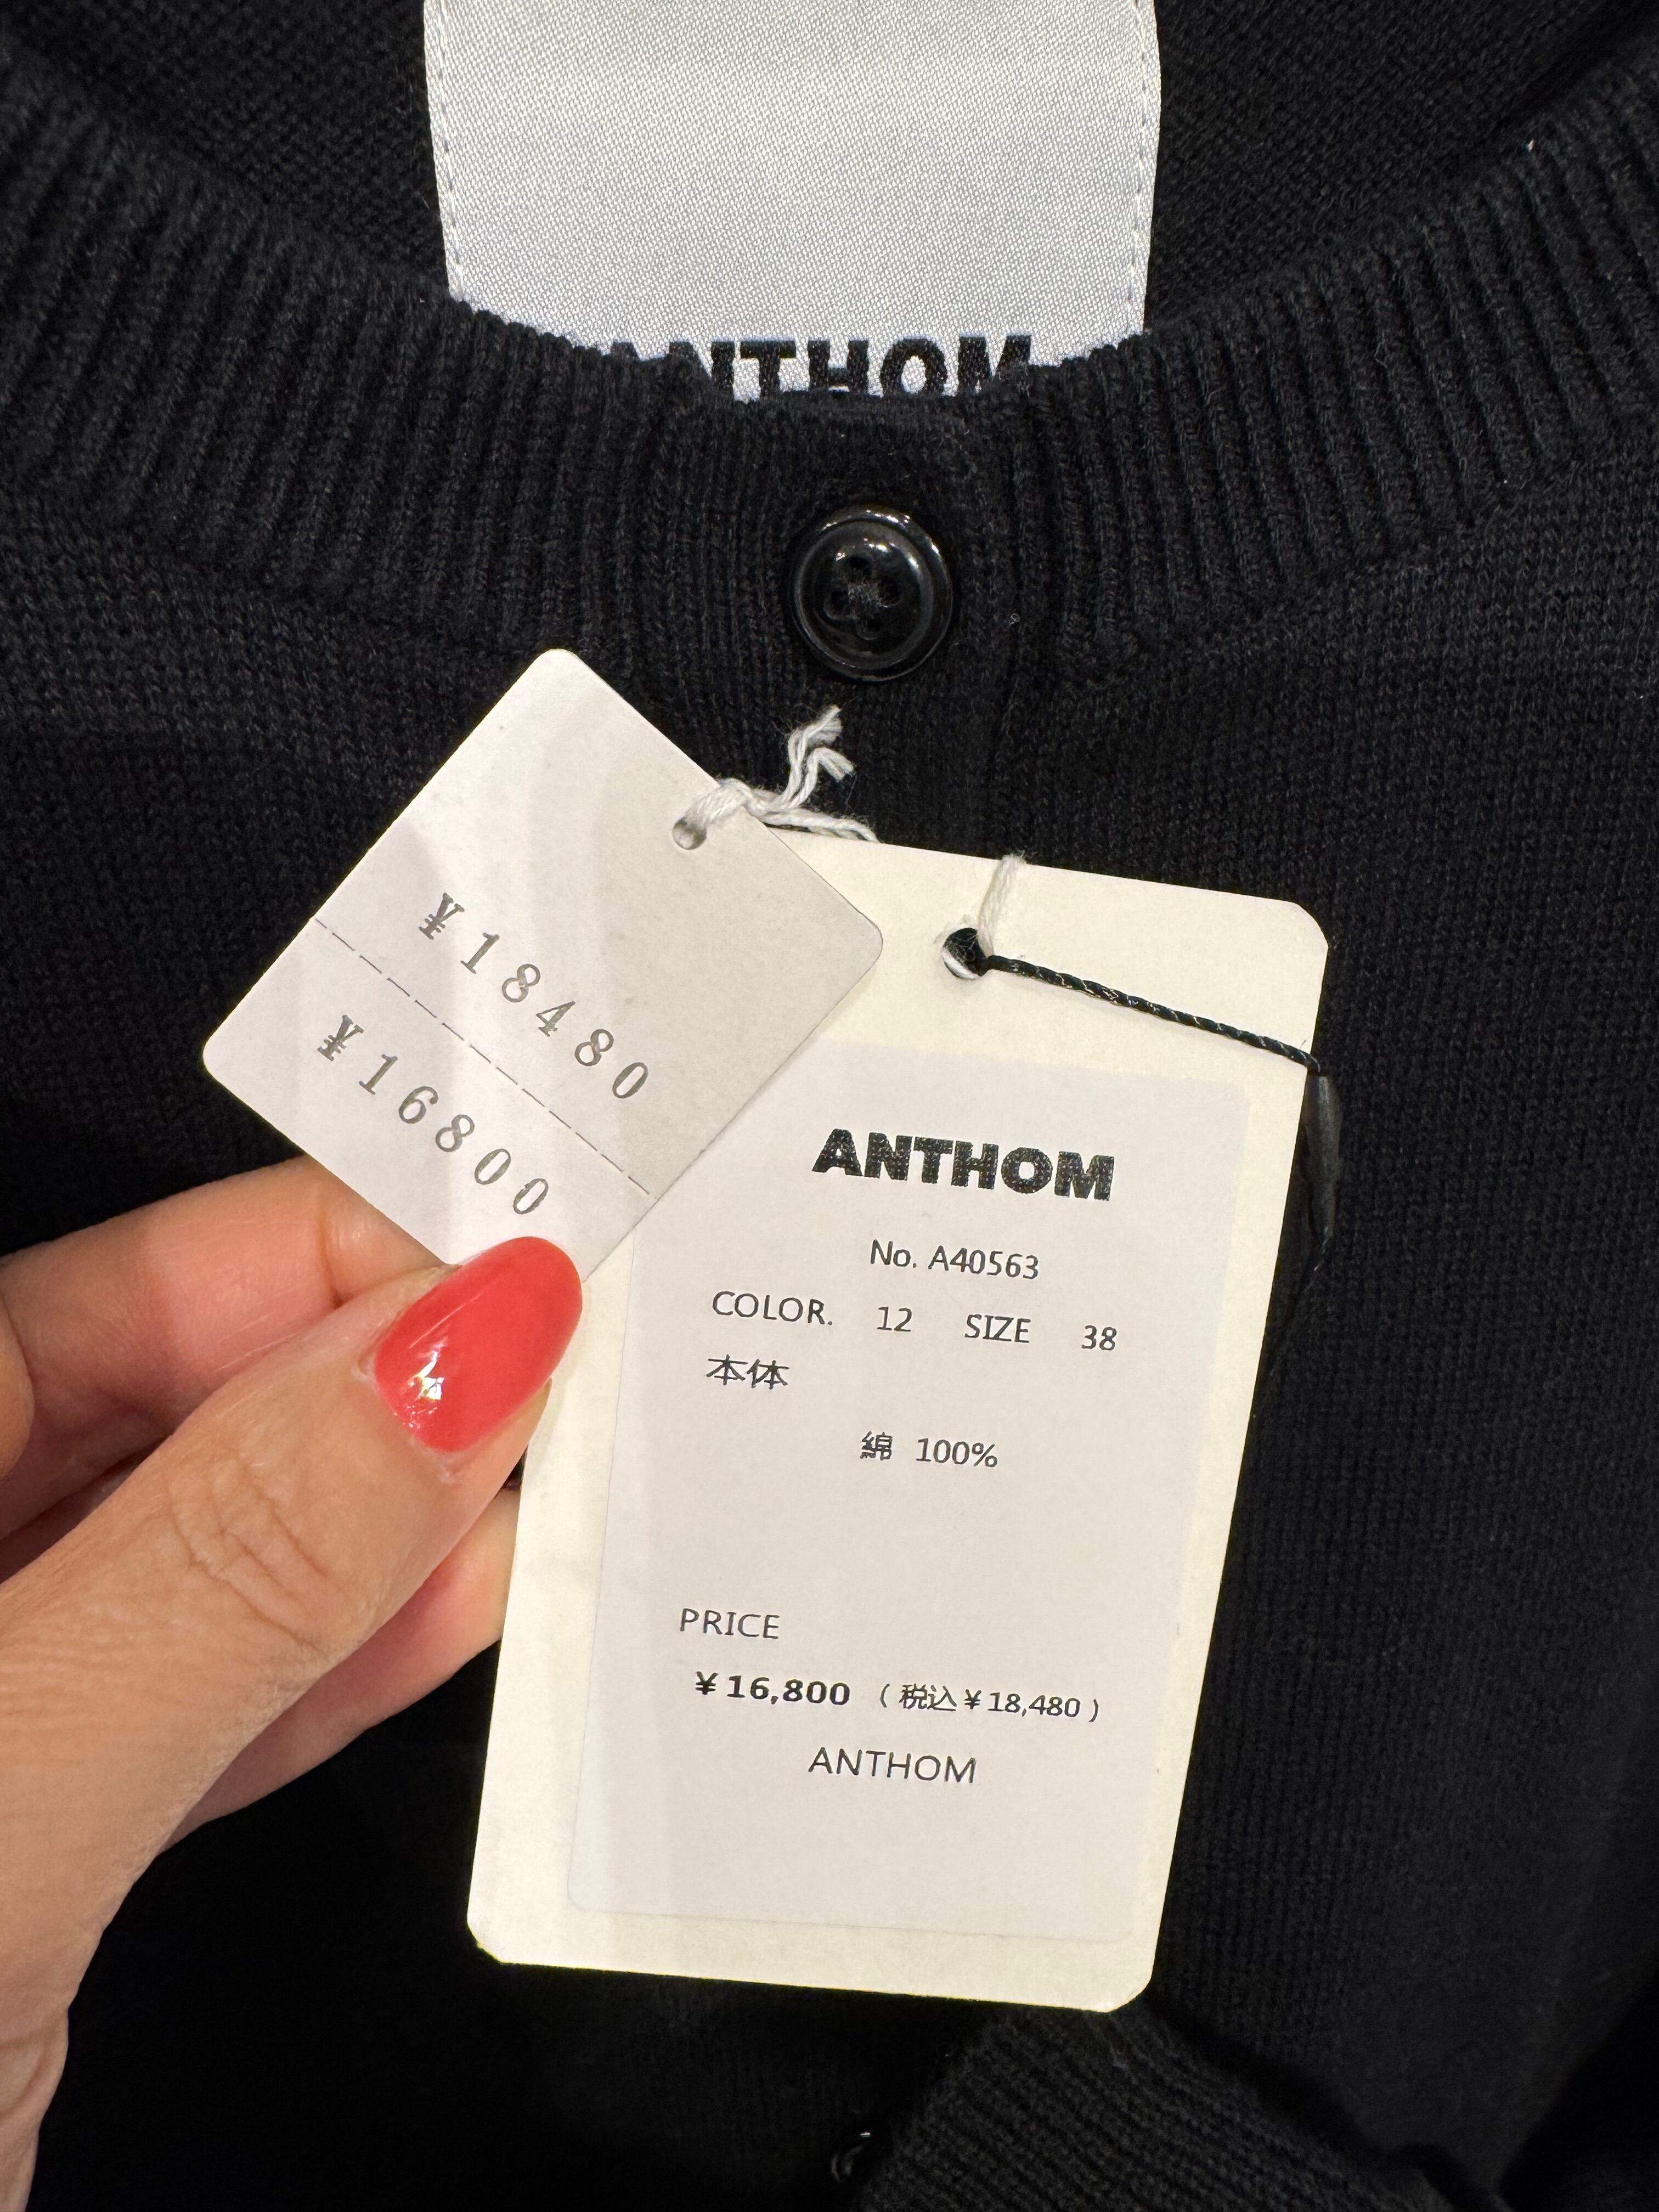 ANTHOM
¥18480
¥16800
ANTHOM
No. A40563
COLOR. 12 SIZE 38
本体
綿 100%
PRICE
¥16,800 (税込¥18,480)
ANTHOM